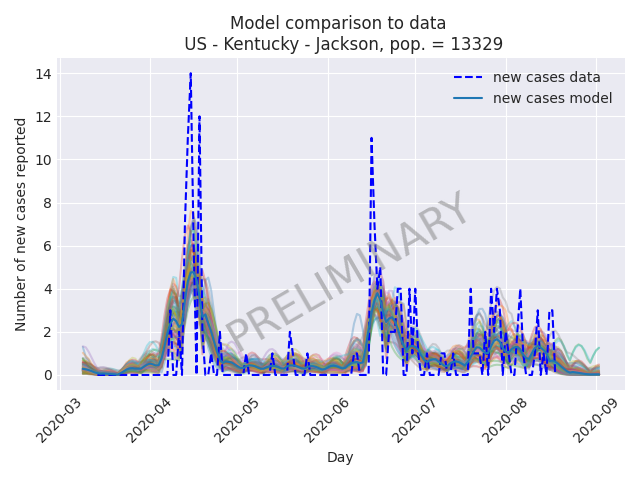 Model comparison to data
US - Kentucky - Jackson, pop. = 13329
new cases data
new cases model
Number of new cases reported
14
12
10
8
6
4
2
0
PRELIMINARY
2020-03
2020-04
2020-05
2020-06
2020-07
2020-08
2020-09
Day